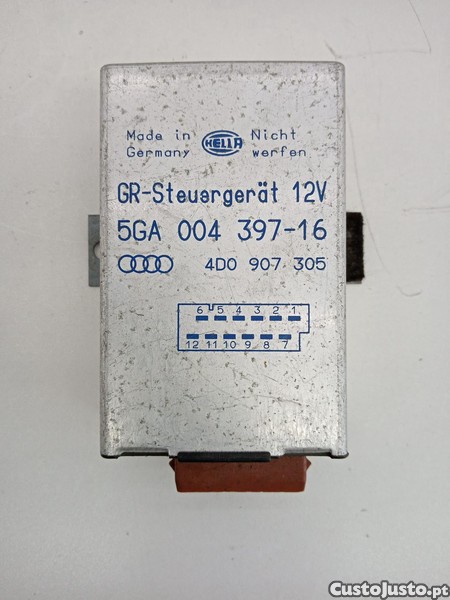 Made in Germany
HELLA
Nicht werfen
GR-Steuergerät 12V
5GA 004 397-16
4D0 907 305
6 5 4 3 2 1
12 11 10 9 8 7
CustoJusto.pt